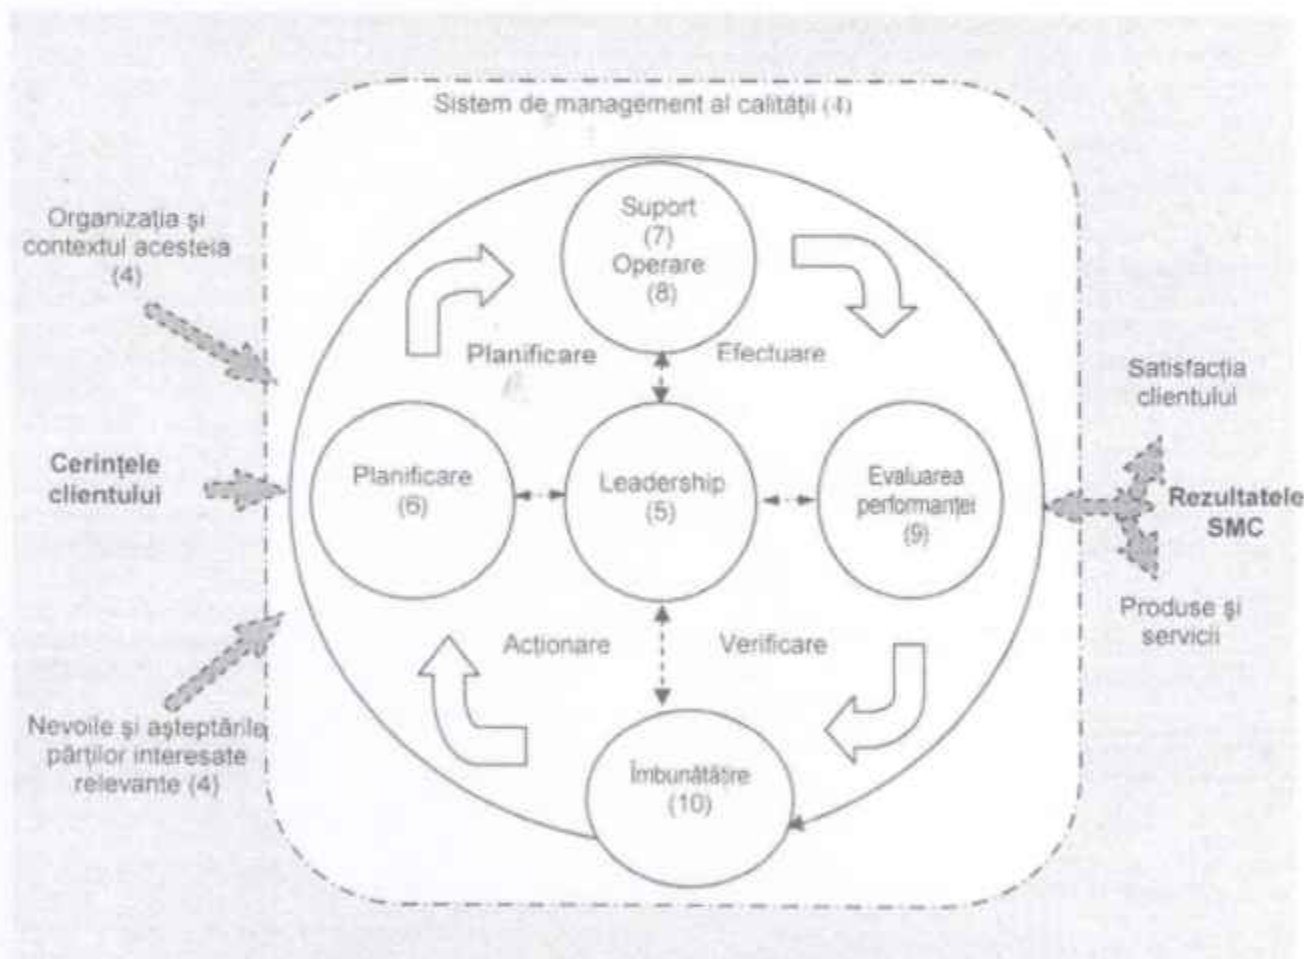 Sistem de management al calității (4)
Organizația și
contextul acesteia
(4)
Suport
(7)
Operare
(8)
Planificare
Efectuare
Satisfacția
clientului
Cerințele
clientului
Planificare
(6)
Leadership
(5)
Evaluarea
performanței
(9)
Rezultatele
SMC
Acționare
Verificare
Produse și
servicii
Nevoile și așteptările
părților interesate
relevante (4)
Îmbunătățire
(10)